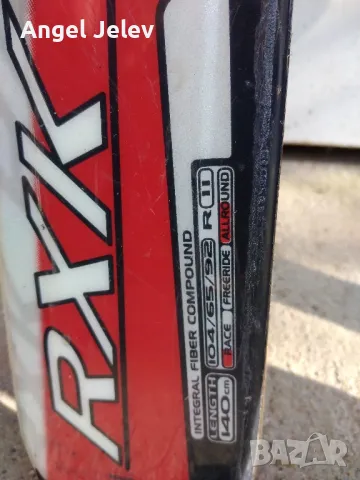 Angel Jelev
RXK
INTEGRAL FIBER COMPOUND
LENGTH 104/65/92 R 11
140cm RACE FREERIDE ALLROUND
BAZAR